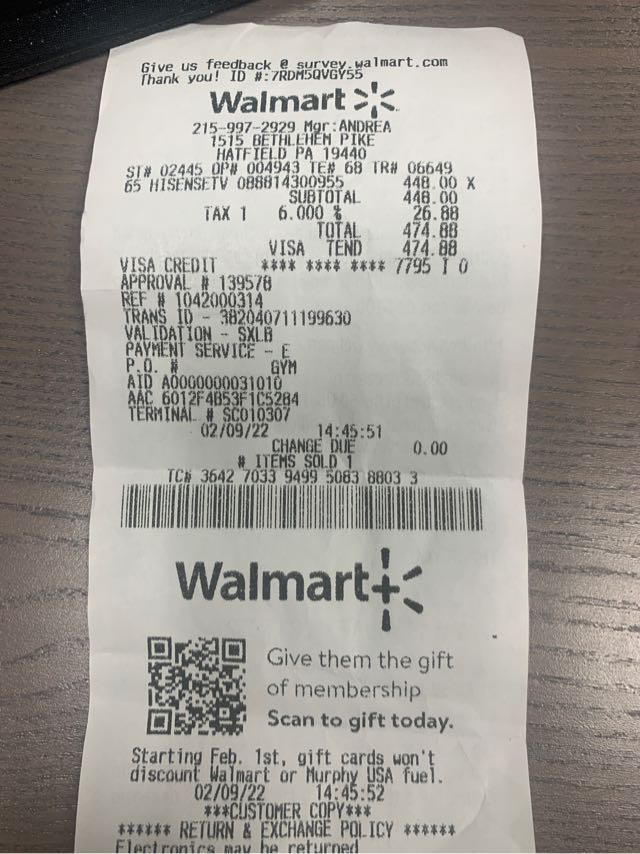 Give us feedback @ survey.walmart.com
Thank you! ID #:7RDM5QVGY55
Walmart
215-997-2929 Mgr:ANDREA
1515 BETHLEHEM PIKE
HATFIELD PA 19440
ST# 02445 OP# 004943 TE# 68 TR# 06649
65 HISENSETV 088814300955 448.00 X
SUBTOTAL 448.00
TAX 1 6.000 % 26.88
TOTAL 474.88
VISA TEND 474.88
VISA CREDIT **** **** **** 7795 I 0
APPROVAL # 139578
REF # 1042000314
TRANS ID - 382040711199630
VALIDATION - SXLB
PAYMENT SERVICE - E
P.O. # GYM
AID A0000000031010
AAC 6012F4B53F1C5284
TERMINAL # SC010307
02/09/22 14:45:51
CHANGE DUE 0.00
# ITEMS SOLD 1
TC# 3642 7033 9499 5083 8803 3
Walmart+
Give them the gift
of membership
Scan to gift today.
Starting Feb. 1st, gift cards won't
discount Walmart or Murphy USA fuel.
02/09/22 14:45:52
***CUSTOMER COPY***
****** RETURN & EXCHANGE POLICY ******
Electronics may be returned